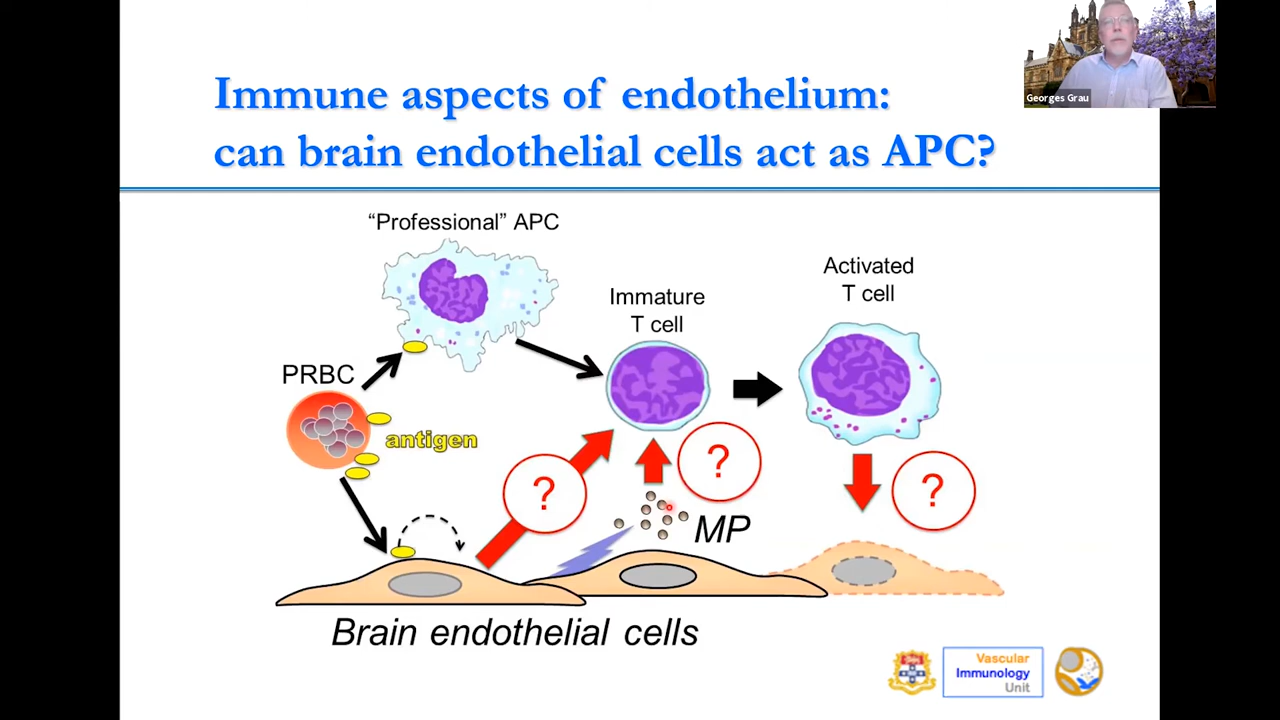 Georges Grau
Immune aspects of endothelium:
can brain endothelial cells act as APC?
“Professional” APC
Immature
T cell
Activated
T cell
PRBC
antigen
?
?
?
MP
Brain endothelial cells
Vascular
Immunology
Unit